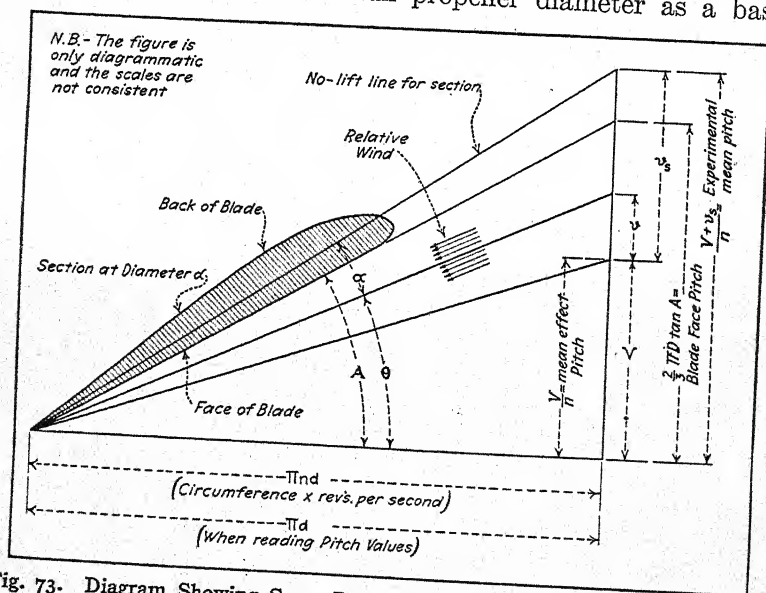 propeller diameter as a bas
N.B.- The figure is
only diagrammatic
and the scales are
not consistent
No-lift line for section
Relative
Wind
Back of Blade
Section at Diameter d
Face of Blade
α
A
θ
V/n = mean effect
Pitch
V
v
v_s
2/3 ΠD tan A =
Blade Face Pitch
V+v_s/n = Experimental
mean pitch
Πnd
(Circumference x rev's. per second)
Πd
(When reading Pitch Values)
Fig. 73. Diagram Showing